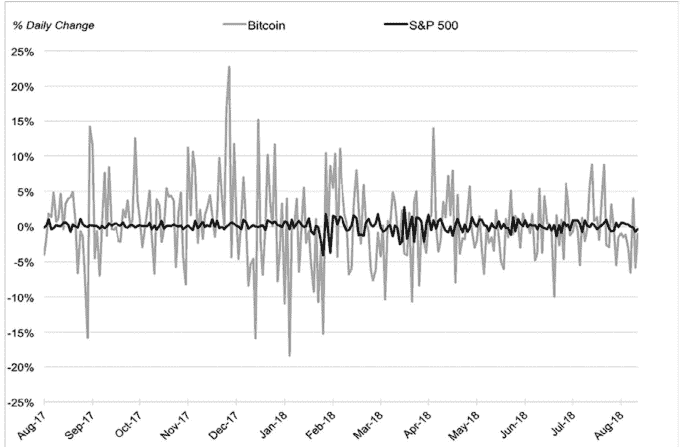 % Daily Change
Bitcoin
S&P 500
25%
20%
15%
10%
5%
0%
-5%
-10%
-15%
-20%
-25%
Aug-17
Sep-17
Oct-17
Nov-17
Dec-17
Jan-18
Feb-18
Mar-18
Apr-18
May-18
Jun-18
Jul-18
Aug-18